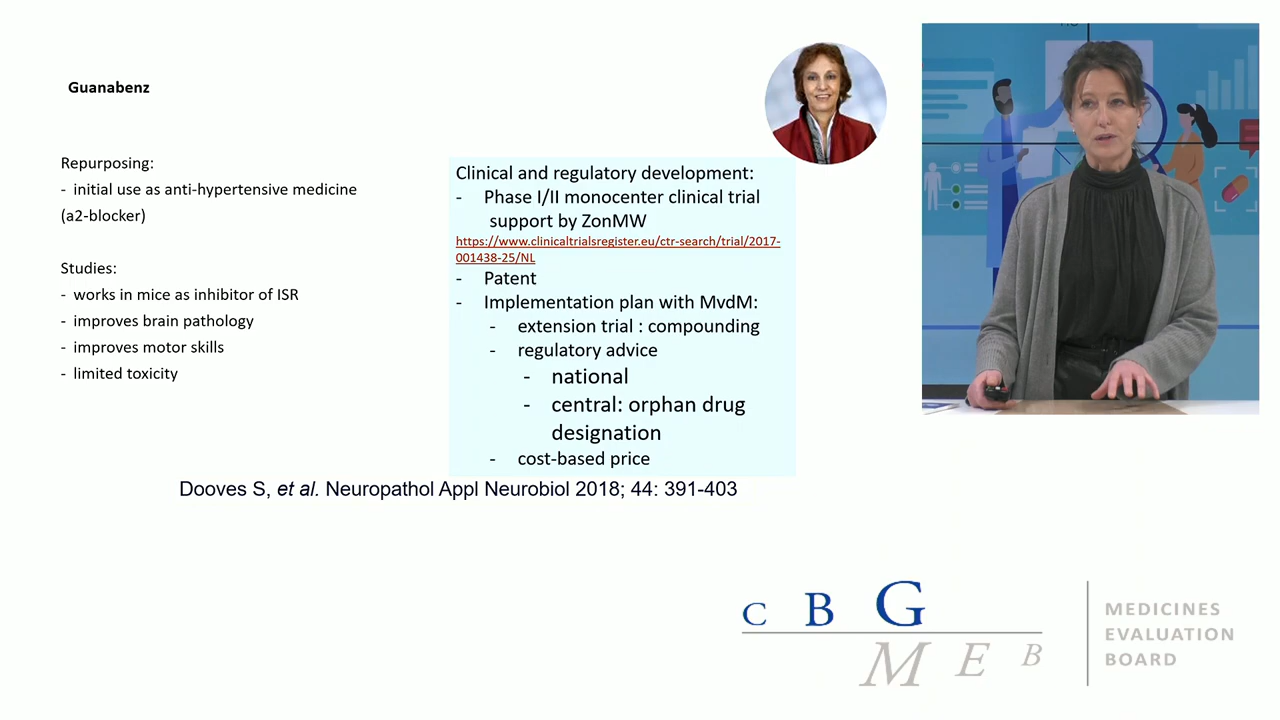 Guanabenz
Repurposing:
- initial use as anti-hypertensive medicine
(a2-blocker)
Studies:
- works in mice as inhibitor of ISR
- improves brain pathology
- improves motor skills
- limited toxicity
Clinical and regulatory development:
- Phase I/II monocenter clinical trial
support by ZonMW
https://www.clinicaltrialsregister.eu/ctr-search/trial/2017-
001438-25/NL
- Patent
- Implementation plan with MvdM:
- extension trial : compounding
- regulatory advice
- national
- central: orphan drug
designation
- cost-based price
Dooves S, et al. Neuropathol Appl Neurobiol 2018; 44: 391-403
C B G
M E B
MEDICINES
EVALUATION
BOARD